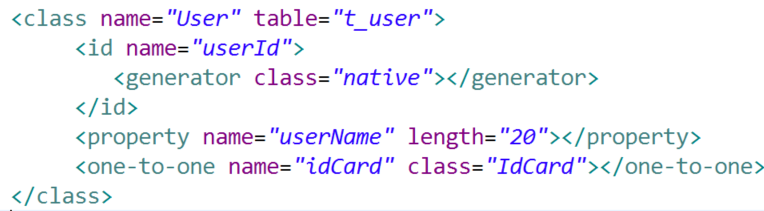 <class name="User" table="t_user">
<id name="userId">
<generator class="native"></generator>
</id>
<property name="userName" length="20"></property>
<one-to-one name="idCard" class="IdCard"></one-to-one>
</class>